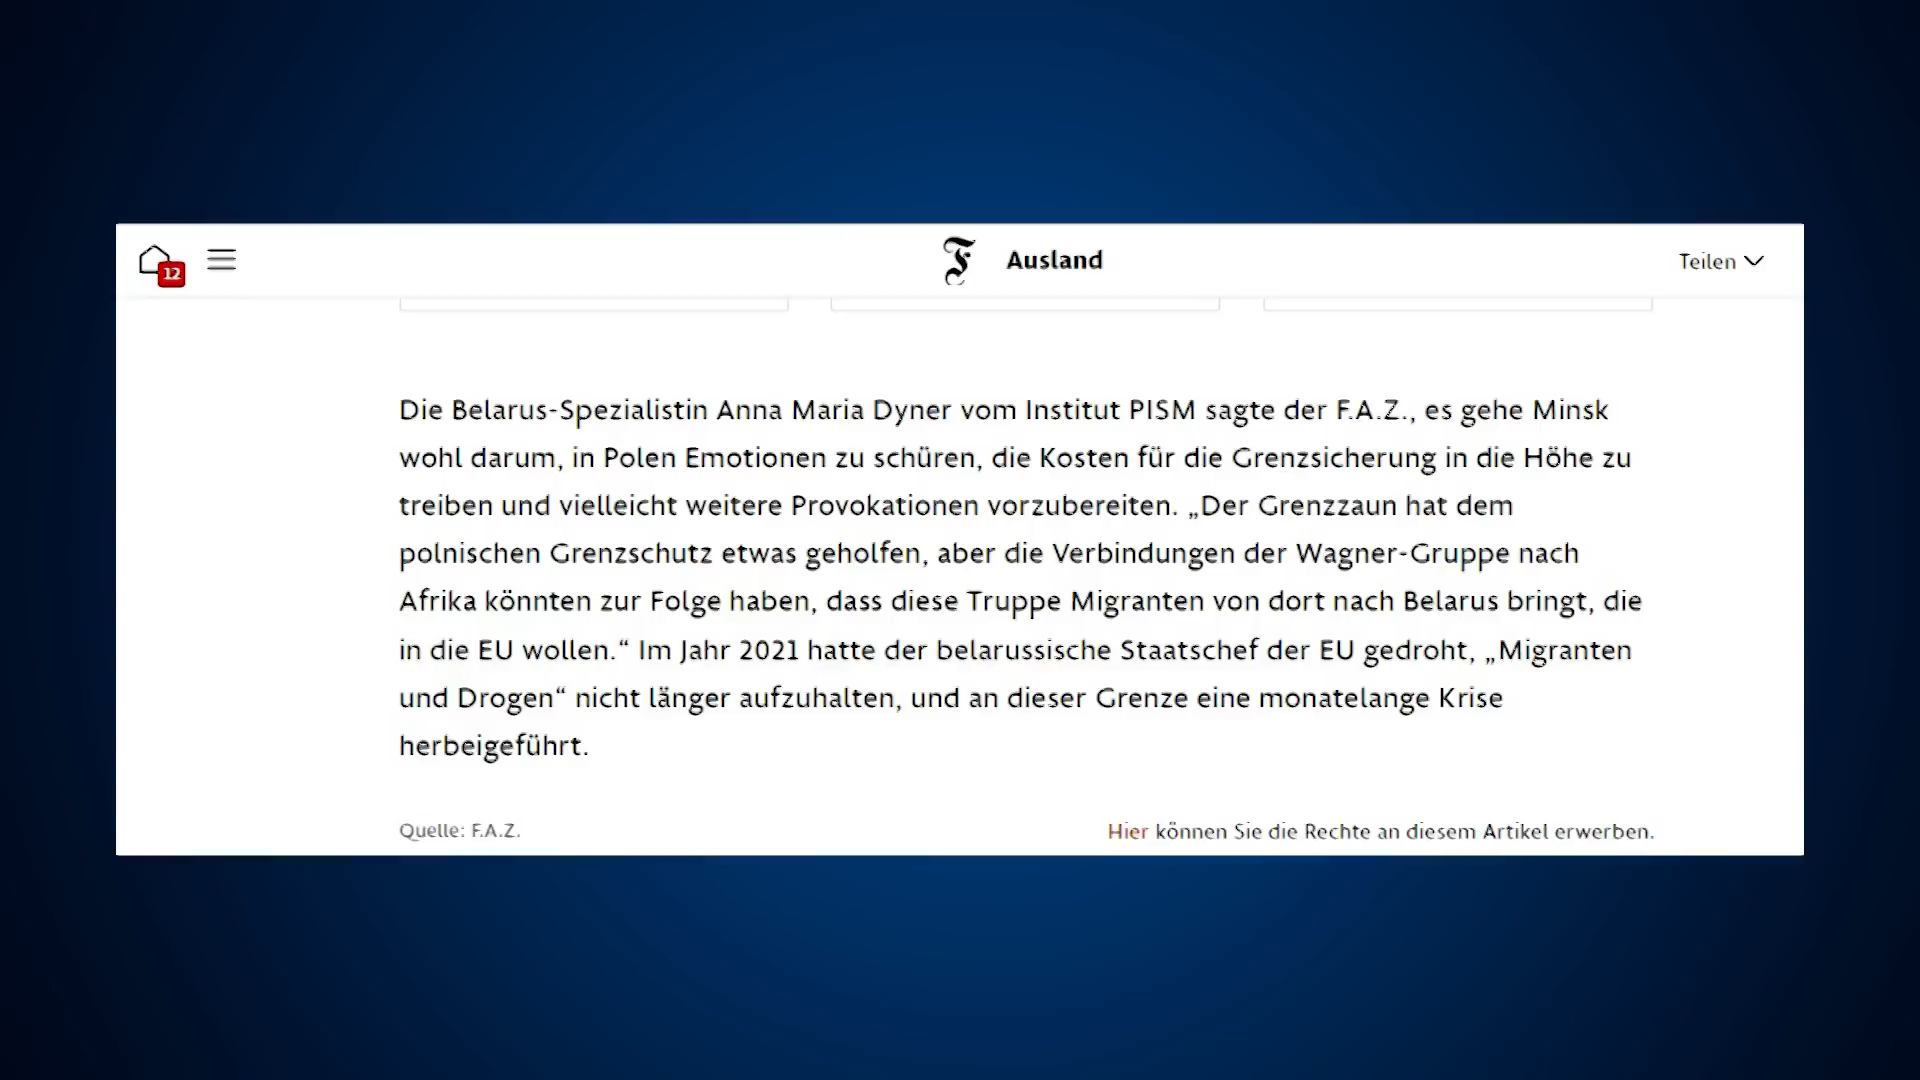 12
F
Ausland
Teilen
Die Belarus-Spezialistin Anna Maria Dyner vom Institut PISM sagte der F.A.Z., es gehe Minsk
wohl darum, in Polen Emotionen zu schüren, die Kosten für die Grenzsicherung in die Höhe zu
treiben und vielleicht weitere Provokationen vorzubereiten. „Der Grenzzaun hat dem
polnischen Grenzschutz etwas geholfen, aber die Verbindungen der Wagner-Gruppe nach
Afrika könnten zur Folge haben, dass diese Truppe Migranten von dort nach Belarus bringt, die
in die EU wollen.“ Im Jahr 2021 hatte der belarussische Staatschef der EU gedroht, „Migranten
und Drogen“ nicht länger aufzuhalten, und an dieser Grenze eine monatelange Krise
herbeigeführt.
Quelle: F.A.Z.
Hier können Sie die Rechte an diesem Artikel erwerben.